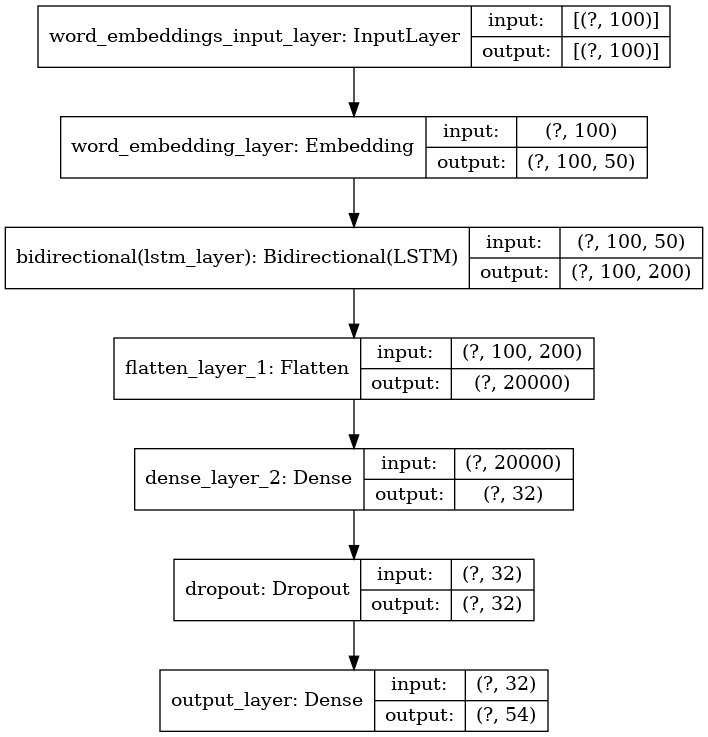 word_embeddings_input_layer: InputLayer
input: [(?, 100)]
output: [(?, 100)]
word_embedding_layer: Embedding
input: (?, 100)
output: (?, 100, 50)
bidirectional(lstm_layer): Bidirectional(LSTM)
input: (?, 100, 50)
output: (?, 100, 200)
flatten_layer_1: Flatten
input: (?, 100, 200)
output: (?, 20000)
dense_layer_2: Dense
input: (?, 20000)
output: (?, 32)
dropout: Dropout
input: (?, 32)
output: (?, 32)
output_layer: Dense
input: (?, 32)
output: (?, 54)